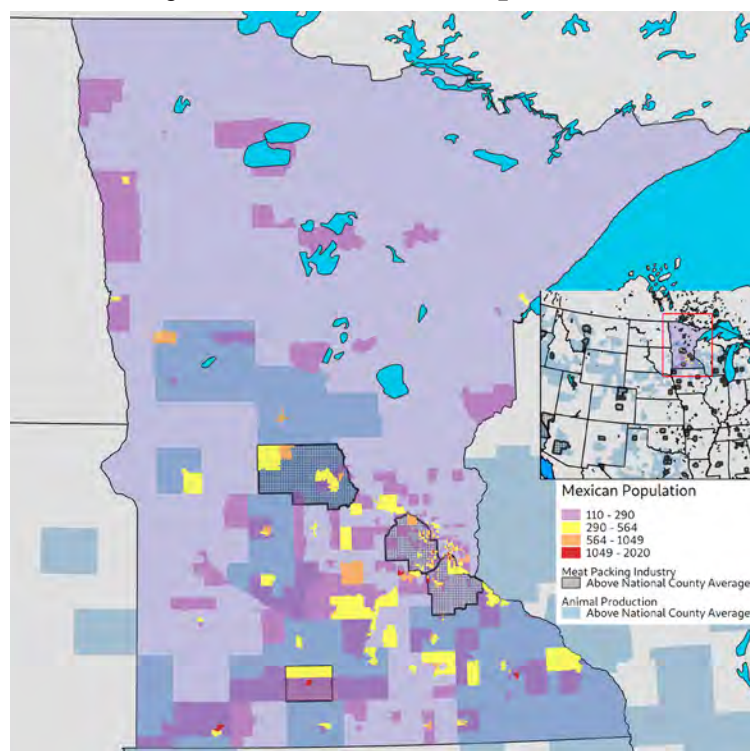 Mexican Population
110 - 290
290 - 564
564 - 1049
1049 - 2020
Meat Packing Industry
Above National County Average
Animal Production
Above National County Average